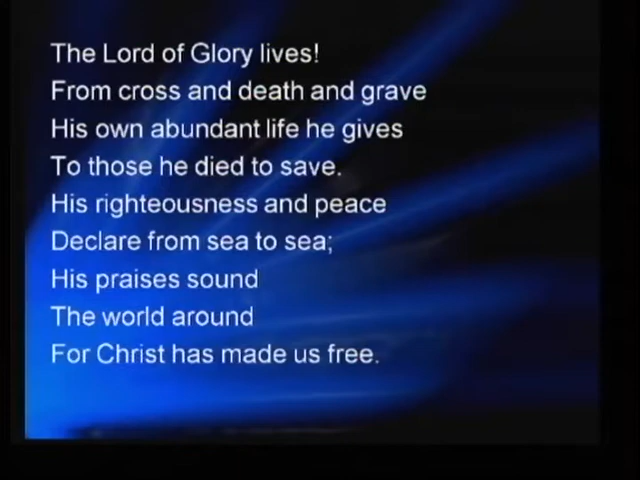 The Lord of Glory lives!
From cross and death and grave
His own abundant life he gives
To those he died to save.
His righteousness and peace
Declare from sea to sea;
His praises sound
The world around
For Christ has made us free.